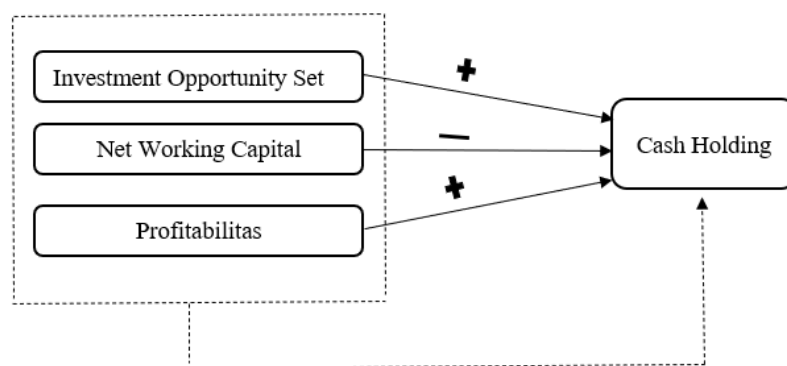 Investment Opportunity Set
Net Working Capital
Profitabilitas
Cash Holding
+
—
+